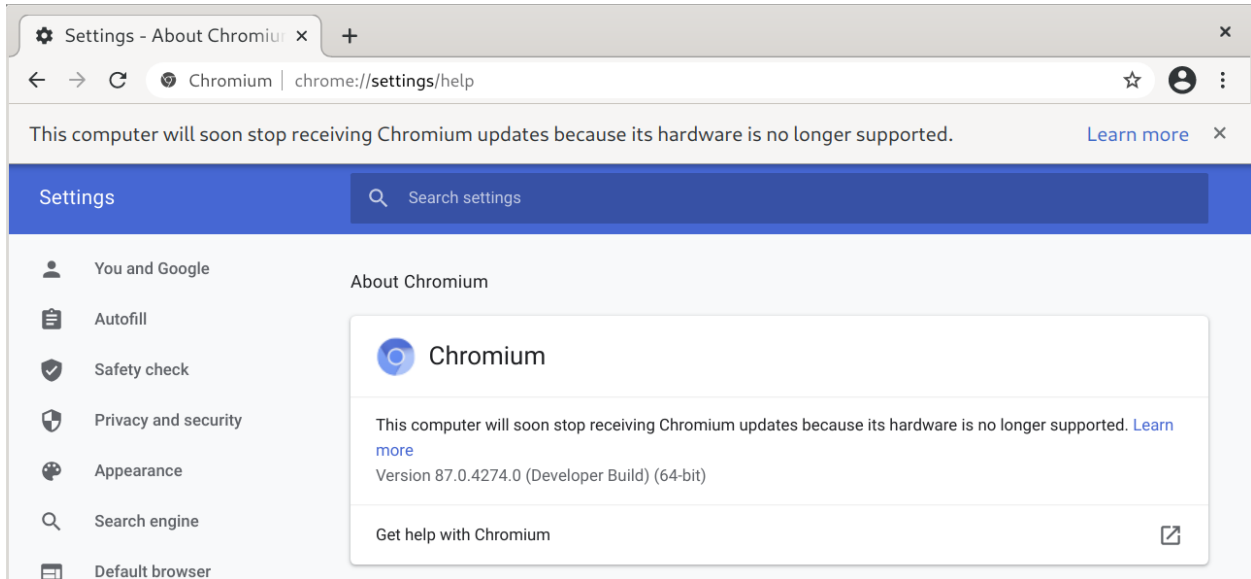 Settings - About Chromiu
Chromium | chrome://settings/help
This computer will soon stop receiving Chromium updates because its hardware is no longer supported. Learn more
Settings
Search settings
You and Google
Autofill
Safety check
Privacy and security
Appearance
Search engine
Default browser
About Chromium
Chromium
This computer will soon stop receiving Chromium updates because its hardware is no longer supported. Learn
more
Version 87.0.4274.0 (Developer Build) (64-bit)
Get help with Chromium